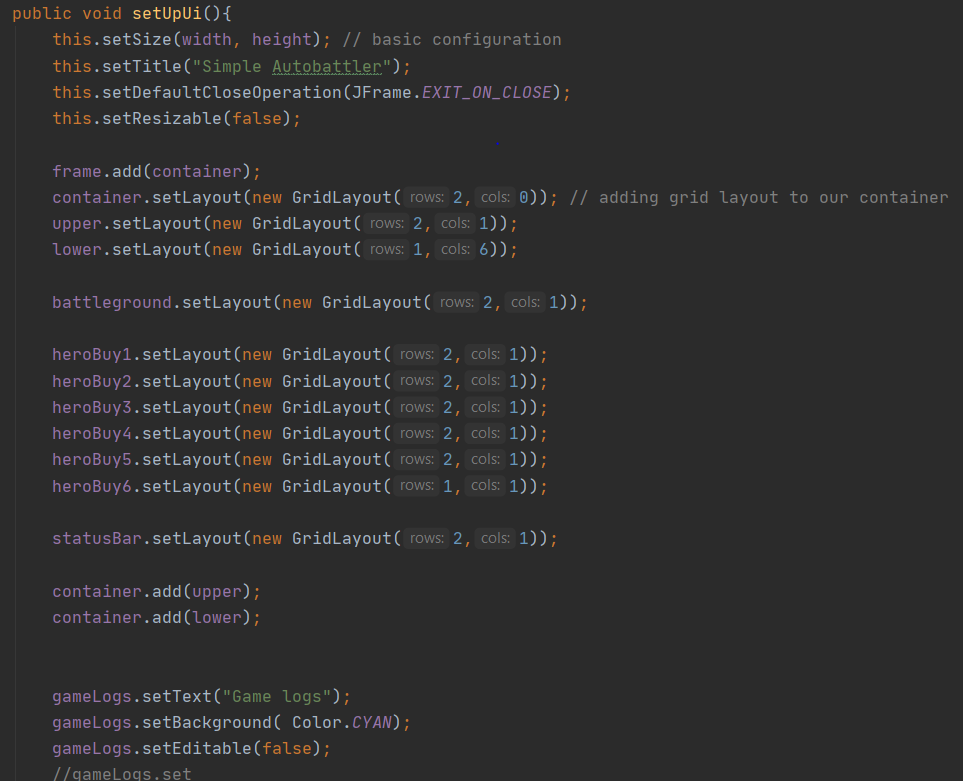 public void setUpUi(){
this.setSize(width, height); // basic configuration
this.setTitle("Simple Autobattler");
this.setDefaultCloseOperation(JFrame.EXIT_ON_CLOSE);
this.setResizable(false);
frame.add(container);
container.setLayout(new GridLayout( rows: 2, cols: 0)); // adding grid layout to our container
upper.setLayout(new GridLayout( rows: 2, cols: 1));
lower.setLayout(new GridLayout( rows: 1, cols: 6));
battleground.setLayout(new GridLayout( rows: 2, cols: 1));
heroBuy1.setLayout(new GridLayout( rows: 2, cols: 1));
heroBuy2.setLayout(new GridLayout( rows: 2, cols: 1));
heroBuy3.setLayout(new GridLayout( rows: 2, cols: 1));
heroBuy4.setLayout(new GridLayout( rows: 2, cols: 1));
heroBuy5.setLayout(new GridLayout( rows: 2, cols: 1));
heroBuy6.setLayout(new GridLayout( rows: 1, cols: 1));
statusBar.setLayout(new GridLayout( rows: 2, cols: 1));
container.add(upper);
container.add(lower);
gameLogs.setText("Game logs");
gameLogs.setBackground( Color.CYAN);
gameLogs.setEditable(false);
//gameLogs.set